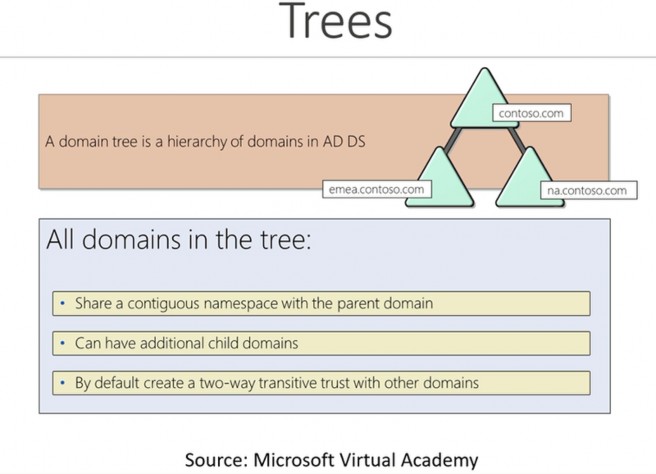 Trees
contoso.com
A domain tree is a hierarchy of domains in AD DS
emea.contoso.com
na.contoso.com
All domains in the tree:
• Share a contiguous namespace with the parent domain
• Can have additional child domains
• By default create a two-way transitive trust with other domains
Source: Microsoft Virtual Academy